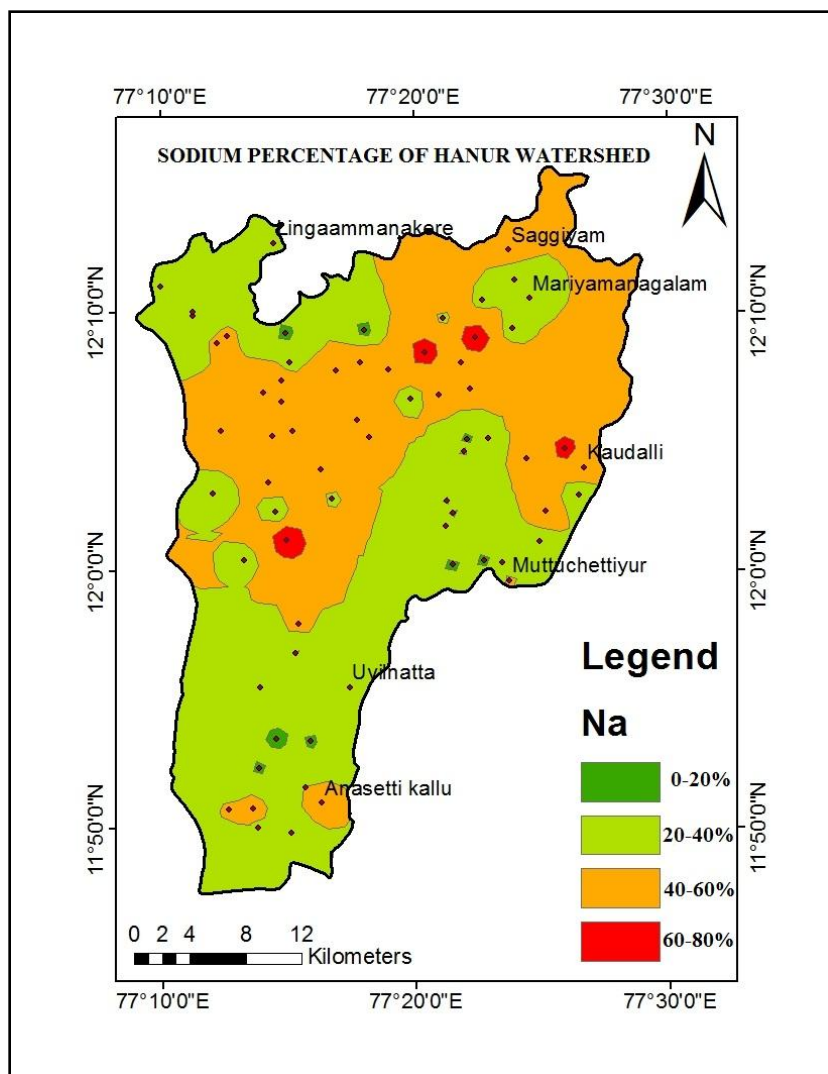 77°10'0"E 77°20'0"E 77°30'0"E
N
SODIUM PERCENTAGE OF HANUR WATERSHED
Lingaammanakere
Saggiyam
Mariyamanagalam
12°10'0"N 12°10'0"N
Kaudalli
12°0'0"N 12°0'0"N
Muttuchettiyur
Uvilnatta
Legend
Na
0-20%
20-40%
40-60%
60-80%
Anasetti kallu
11°50'0"N 11°50'0"N
0 2 4 8 12
Kilometers
77°10'0"E 77°20'0"E 77°30'0"E